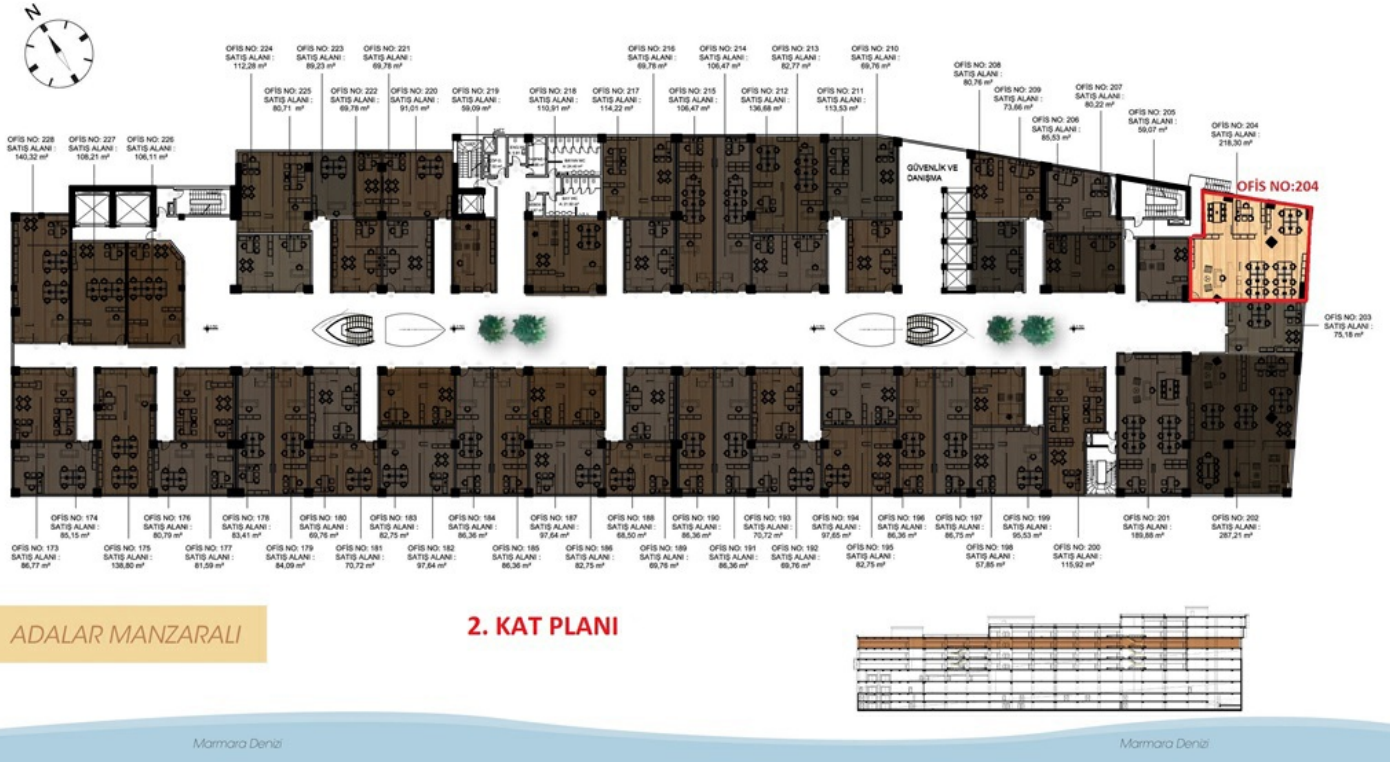 N
OFİS NO: 224
SATIŞ ALANI :
112,28 m²
OFİS NO: 223
SATIŞ ALANI :
89,23 m²
OFİS NO: 221
SATIŞ ALANI :
69,78 m²
OFİS NO: 216
SATIŞ ALANI :
69,78 m²
OFİS NO: 214
SATIŞ ALANI :
106,47 m²
OFİS NO: 213
SATIŞ ALANI :
82,77 m²
OFİS NO: 210
SATIŞ ALANI :
69,76 m²
OFİS NO: 208
SATIŞ ALANI :
80,76 m²
OFİS NO: 225
SATIŞ ALANI :
80,71 m²
OFİS NO: 222
SATIŞ ALANI :
69,78 m²
OFİS NO: 220
SATIŞ ALANI :
91,01 m²
OFİS NO: 219
SATIŞ ALANI :
59,09 m²
OFİS NO: 218
SATIŞ ALANI :
110,91 m²
OFİS NO: 217
SATIŞ ALANI :
114,22 m²
OFİS NO: 215
SATIŞ ALANI :
106,47 m²
OFİS NO: 212
SATIŞ ALANI :
136,68 m²
OFİS NO: 211
SATIŞ ALANI :
113,53 m²
OFİS NO: 209
SATIŞ ALANI :
73,66 m²
OFİS NO: 207
SATIŞ ALANI :
80,22 m²
OFİS NO: 206
SATIŞ ALANI :
85,53 m²
OFİS NO: 205
SATIŞ ALANI :
59,07 m²
OFİS NO: 204
SATIŞ ALANI :
218,30 m²
OFİS NO: 228
SATIŞ ALANI :
140,32 m²
OFİS NO: 227
SATIŞ ALANI :
108,21 m²
OFİS NO: 226
SATIŞ ALANI :
106,11 m²
GÜVENLİK VE
DANIŞMA
OFİS NO:204
OFİS NO: 203
SATIŞ ALANI :
75,18 m²
OFİS NO: 174
SATIŞ ALANI :
85,15 m²
OFİS NO: 176
SATIŞ ALANI :
80,79 m²
OFİS NO: 178
SATIŞ ALANI :
83,41 m²
OFİS NO: 180
SATIŞ ALANI :
69,76 m²
OFİS NO: 183
SATIŞ ALANI :
82,75 m²
OFİS NO: 184
SATIŞ ALANI :
86,36 m²
OFİS NO: 187
SATIŞ ALANI :
97,64 m²
OFİS NO: 188
SATIŞ ALANI :
68,50 m²
OFİS NO: 190
SATIŞ ALANI :
86,36 m²
OFİS NO: 193
SATIŞ ALANI :
70,72 m²
OFİS NO: 194
SATIŞ ALANI :
97,65 m²
OFİS NO: 196
SATIŞ ALANI :
86,36 m²
OFİS NO: 197
SATIŞ ALANI :
86,75 m²
OFİS NO: 199
SATIŞ ALANI :
95,53 m²
OFİS NO: 201
SATIŞ ALANI :
189,88 m²
OFİS NO: 202
SATIŞ ALANI :
287,21 m²
OFİS NO: 173
SATIŞ ALANI :
86,77 m²
OFİS NO: 175
SATIŞ ALANI :
138,80 m²
OFİS NO: 177
SATIŞ ALANI :
81,59 m²
OFİS NO: 179
SATIŞ ALANI :
84,09 m²
OFİS NO: 181
SATIŞ ALANI :
70,72 m²
OFİS NO: 182
SATIŞ ALANI :
97,64 m²
OFİS NO: 185
SATIŞ ALANI :
86,36 m²
OFİS NO: 186
SATIŞ ALANI :
82,75 m²
OFİS NO: 189
SATIŞ ALANI :
69,76 m²
OFİS NO: 191
SATIŞ ALANI :
86,36 m²
OFİS NO: 192
SATIŞ ALANI :
69,76 m²
OFİS NO: 195
SATIŞ ALANI :
82,75 m²
OFİS NO: 198
SATIŞ ALANI :
57,85 m²
OFİS NO: 200
SATIŞ ALANI :
115,92 m²
ADALAR MANZARALI
2. KAT PLANI
Marmara Denizi
Marmara Denizi